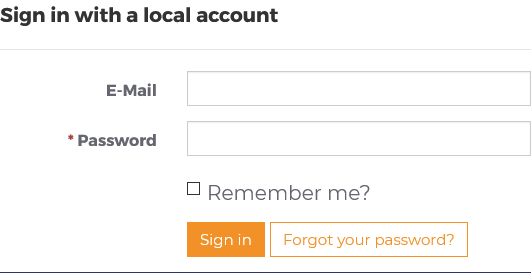 Sign in with a local account
E-Mail
* Password
Remember me?
Sign in Forgot your password?